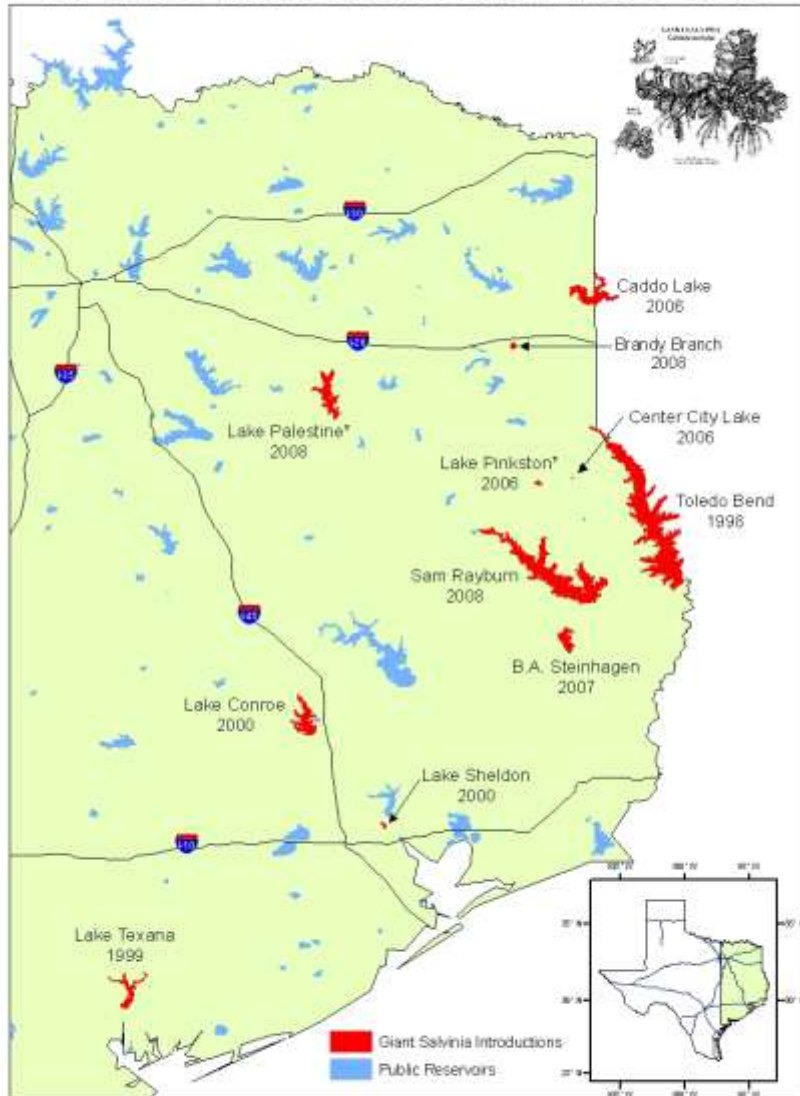 Caddo Lake
2006
Brandy Branch
2008
Center City Lake
2006
Lake Palestine*
2008
Lake Pinkston*
2006
Toledo Bend
1998
Sam Rayburn
2008
B.A. Steinhagen
2007
Lake Conroe
2000
Lake Sheldon
2000
Lake Texana
1999
Giant Salvinia Introductions
Public Reservoirs